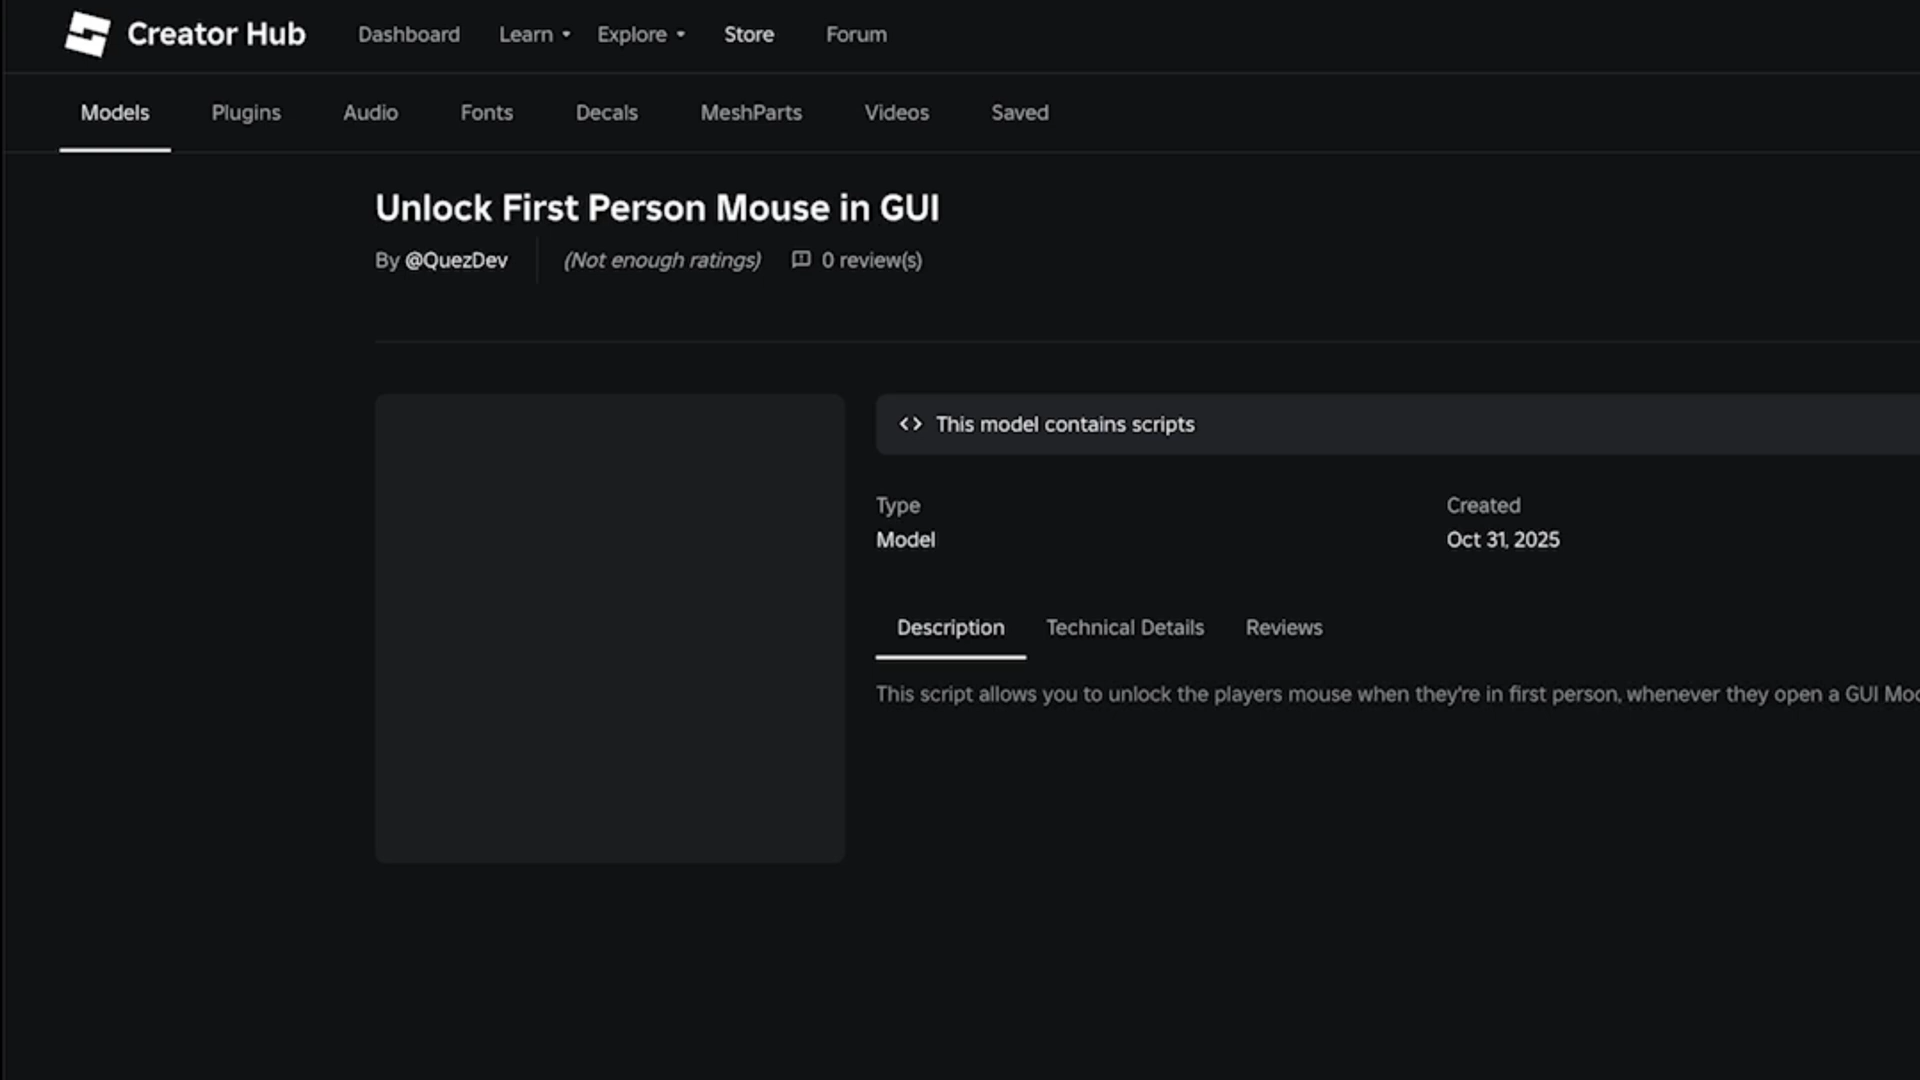 Creator Hub Dashboard Learn Explore Store Forum
Models Plugins Audio Fonts Decals MeshParts Videos Saved
Unlock First Person Mouse in GUI
By @QuezDev (Not enough ratings) 0 review(s)
<> This model contains scripts
Type Created
Model Oct 31, 2025
Description Technical Details Reviews
This script allows you to unlock the players mouse when they're in first person, whenever they open a GUI